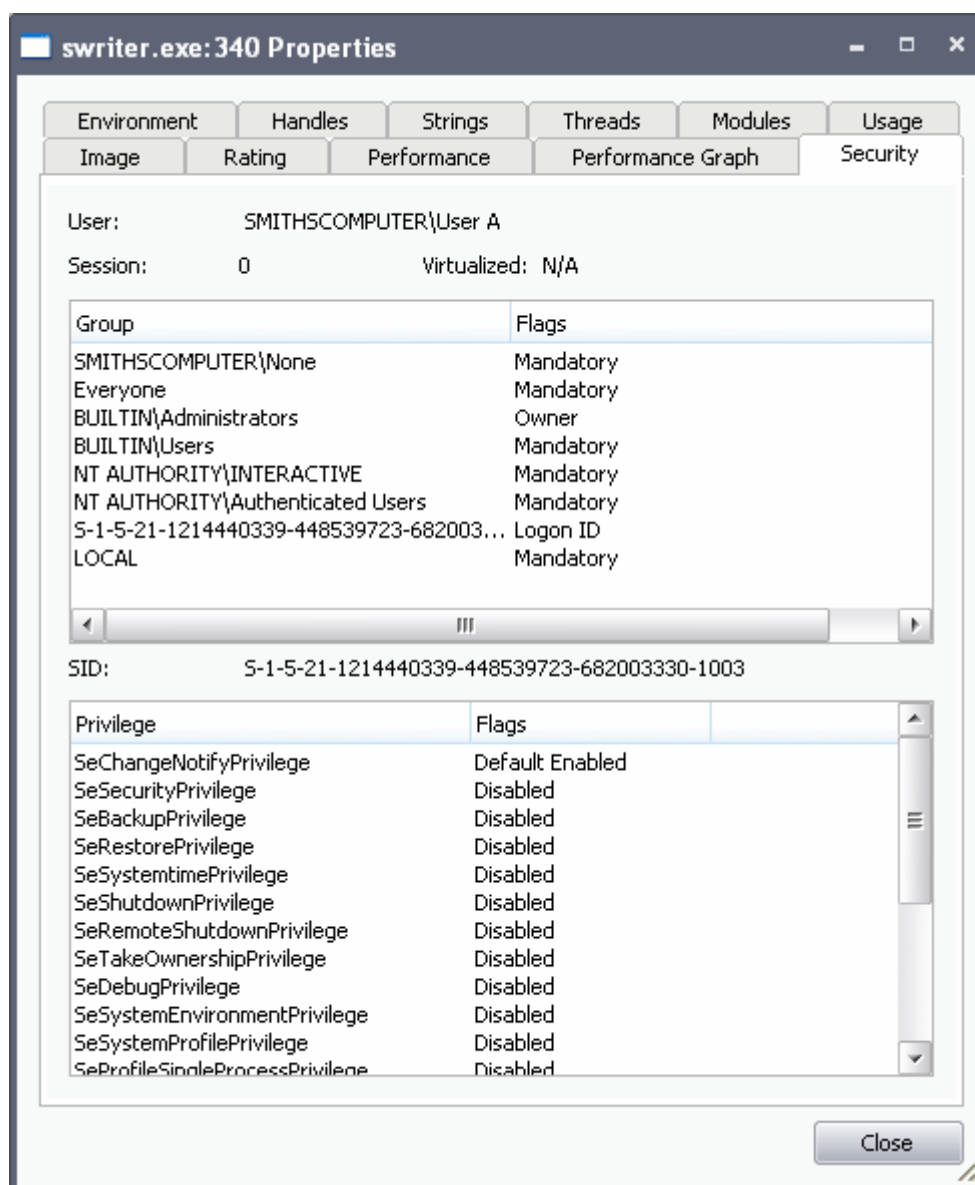 swriter.exe:340 Properties
Environment Handles Strings Threads Modules Usage
Image Rating Performance Performance Graph Security
User: SMITHSCOMPUTER\User A
Session: 0 Virtualized: N/A
Group Flags
SMITHSCOMPUTER\None Mandatory
Everyone Mandatory
BUILTIN\Administrators Owner
BUILTIN\Users Mandatory
NT AUTHORITY\INTERACTIVE Mandatory
NT AUTHORITY\Authenticated Users Mandatory
S-1-5-21-1214440339-448539723-682003... Logon ID
LOCAL Mandatory
SID: S-1-5-21-1214440339-448539723-682003330-1003
Privilege Flags
SeChangeNotifyPrivilege Default Enabled
SeSecurityPrivilege Disabled
SeBackupPrivilege Disabled
SeRestorePrivilege Disabled
SeSystemtimePrivilege Disabled
SeShutdownPrivilege Disabled
SeRemoteShutdownPrivilege Disabled
SeTakeOwnershipPrivilege Disabled
SeDebugPrivilege Disabled
SeSystemEnvironmentPrivilege Disabled
SeSystemProfilePrivilege Disabled
SeProfileSingleProcessPrivilege Disabled
Close